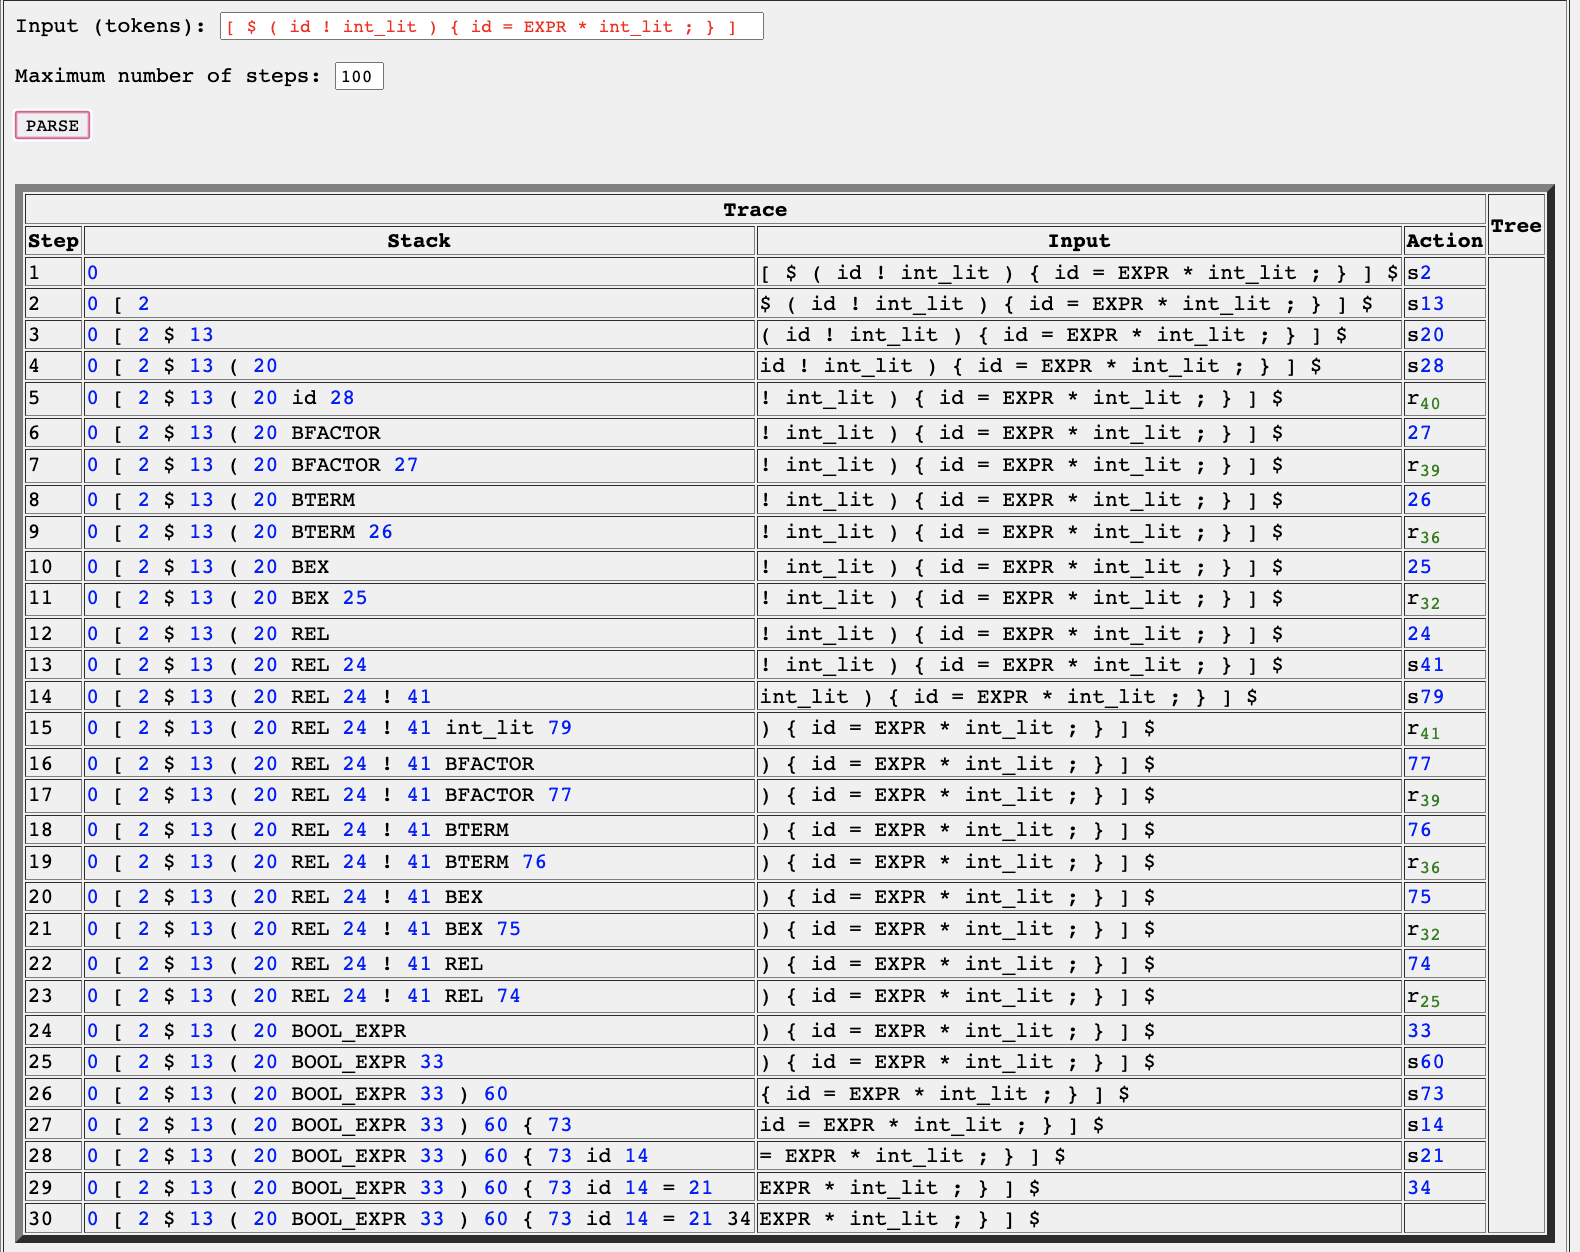 Input (tokens): [ $ ( id ! int_lit ) { id = EXPR * int_lit ; } ]
Maximum number of steps: 100
PARSE
Trace Tree
Step Stack Input Action
1 0 [ $ ( id ! int_lit ) { id = EXPR * int_lit ; } ] $ s2
2 0 [ 2 $ ( id ! int_lit ) { id = EXPR * int_lit ; } ] $ s13
3 0 [ 2 $ 13 ( id ! int_lit ) { id = EXPR * int_lit ; } ] $ s20
4 0 [ 2 $ 13 ( 20 id ! int_lit ) { id = EXPR * int_lit ; } ] $ s28
5 0 [ 2 $ 13 ( 20 id 28 ! int_lit ) { id = EXPR * int_lit ; } ] $ r40
6 0 [ 2 $ 13 ( 20 BFACTOR ! int_lit ) { id = EXPR * int_lit ; } ] $ 27
7 0 [ 2 $ 13 ( 20 BFACTOR 27 ! int_lit ) { id = EXPR * int_lit ; } ] $ r39
8 0 [ 2 $ 13 ( 20 BTERM ! int_lit ) { id = EXPR * int_lit ; } ] $ 26
9 0 [ 2 $ 13 ( 20 BTERM 26 ! int_lit ) { id = EXPR * int_lit ; } ] $ r36
10 0 [ 2 $ 13 ( 20 BEX ! int_lit ) { id = EXPR * int_lit ; } ] $ 25
11 0 [ 2 $ 13 ( 20 BEX 25 ! int_lit ) { id = EXPR * int_lit ; } ] $ r32
12 0 [ 2 $ 13 ( 20 REL ! int_lit ) { id = EXPR * int_lit ; } ] $ 24
13 0 [ 2 $ 13 ( 20 REL 24 ! int_lit ) { id = EXPR * int_lit ; } ] $ s41
14 0 [ 2 $ 13 ( 20 REL 24 ! 41 int_lit ) { id = EXPR * int_lit ; } ] $ s79
15 0 [ 2 $ 13 ( 20 REL 24 ! 41 int_lit 79 ) { id = EXPR * int_lit ; } ] $ r41
16 0 [ 2 $ 13 ( 20 REL 24 ! 41 BFACTOR ) { id = EXPR * int_lit ; } ] $ 77
17 0 [ 2 $ 13 ( 20 REL 24 ! 41 BFACTOR 77 ) { id = EXPR * int_lit ; } ] $ r39
18 0 [ 2 $ 13 ( 20 REL 24 ! 41 BTERM ) { id = EXPR * int_lit ; } ] $ 76
19 0 [ 2 $ 13 ( 20 REL 24 ! 41 BTERM 76 ) { id = EXPR * int_lit ; } ] $ r36
20 0 [ 2 $ 13 ( 20 REL 24 ! 41 BEX ) { id = EXPR * int_lit ; } ] $ 75
21 0 [ 2 $ 13 ( 20 REL 24 ! 41 BEX 75 ) { id = EXPR * int_lit ; } ] $ r32
22 0 [ 2 $ 13 ( 20 REL 24 ! 41 REL ) { id = EXPR * int_lit ; } ] $ 74
23 0 [ 2 $ 13 ( 20 REL 24 ! 41 REL 74 ) { id = EXPR * int_lit ; } ] $ r25
24 0 [ 2 $ 13 ( 20 BOOL_EXPR ) { id = EXPR * int_lit ; } ] $ 33
25 0 [ 2 $ 13 ( 20 BOOL_EXPR 33 ) { id = EXPR * int_lit ; } ] $ s60
26 0 [ 2 $ 13 ( 20 BOOL_EXPR 33 ) 60 { id = EXPR * int_lit ; } ] $ s73
27 0 [ 2 $ 13 ( 20 BOOL_EXPR 33 ) 60 { 73 id = EXPR * int_lit ; } ] $ s14
28 0 [ 2 $ 13 ( 20 BOOL_EXPR 33 ) 60 { 73 id 14 = EXPR * int_lit ; } ] $ s21
29 0 [ 2 $ 13 ( 20 BOOL_EXPR 33 ) 60 { 73 id 14 = 21 EXPR * int_lit ; } ] $ 34
30 0 [ 2 $ 13 ( 20 BOOL_EXPR 33 ) 60 { 73 id 14 = 21 34 EXPR * int_lit ; } ] $